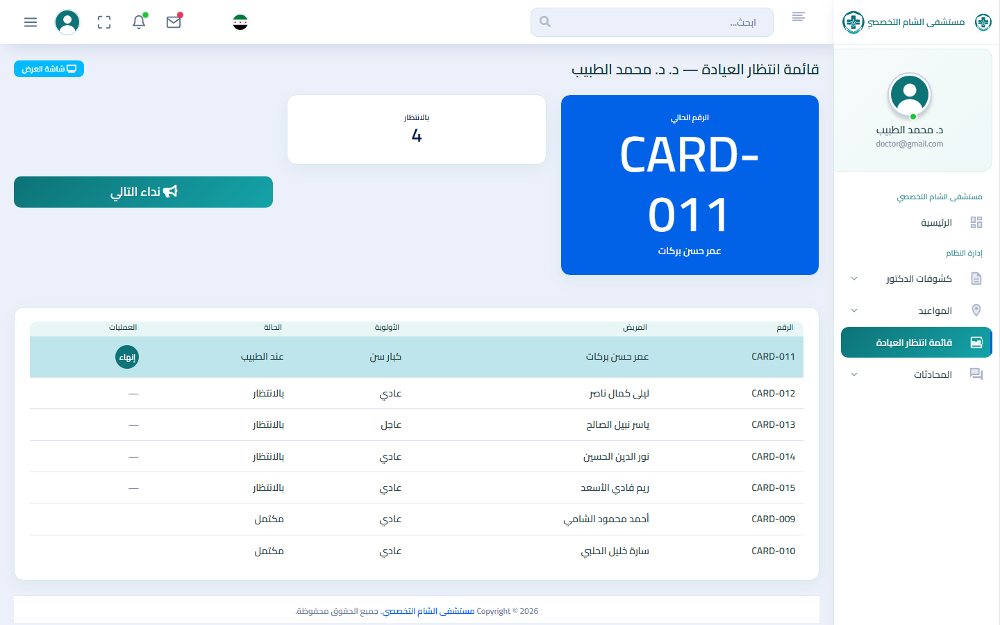 مستشفى الشام التخصصي
ابحث...
د. محمد الطبيب
doctor@gmail.com
مستشفى الشام التخصصي
الرئيسية
إدارة النظام
كشوفات الدكتور
المواعيد
قائمة انتظار العيادة
المحادثات
قائمة انتظار العيادة — د. د. محمد الطبيب
شاشة العرض
الرقم الحالي
CARD-
011
عمر حسن بركات
بالانتظار
4
نداء التالي
الرقم المريض الأولوية الحالة العمليات
CARD-011 عمر حسن بركات كبار سن عند الطبيب إنهاء
CARD-012 ليلى كمال ناصر عادي بالانتظار —
CARD-013 ياسر نبيل الصالح عاجل بالانتظار —
CARD-014 نور الدين الحسين عادي بالانتظار —
CARD-015 ريم فادي الأسعد عادي بالانتظار —
CARD-009 أحمد محمود الشامي عادي مكتمل
CARD-010 سارة خليل الحلبي عادي مكتمل
Copyright © 2026 مستشفى الشام التخصصي. جميع الحقوق محفوظة.